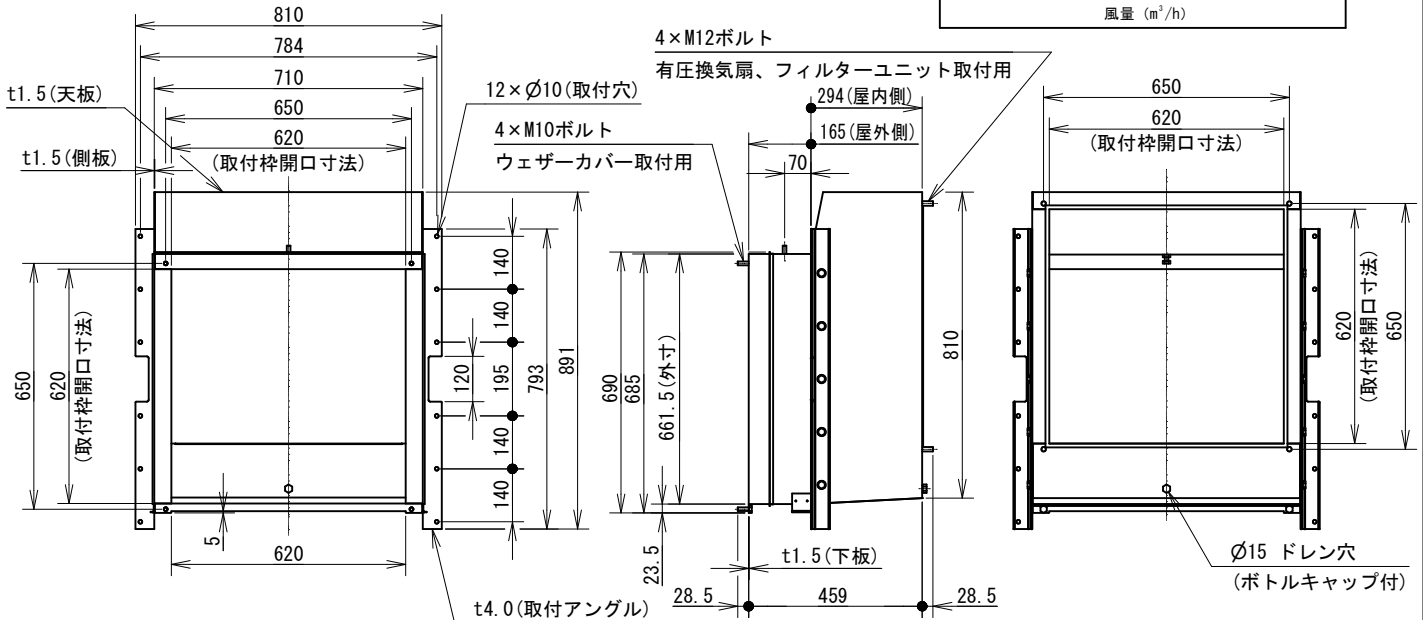 風量 (m³/h)
810
784
710
650
620
(取付枠開口寸法)
t1.5(天板)
t1.5(側板)
12×Ø10(取付穴)
4×M10ボルト
ウェザーカバー取付用
4×M12ボルト
有圧換気扇、フィルターユニット取付用
294(屋内側)
165(屋外側)
70
650
620
(取付枠開口寸法)
650
620
(取付枠開口寸法)
140
140
120
195
140
140
793
891
5
620
t4.0(取付アングル)
690
685
661.5(外寸)
810
23.5
t1.5(下板)
28.5
459
28.5
620
(取付枠開口寸法)
650
Ø15 ドレン穴
(ボトルキャップ付)